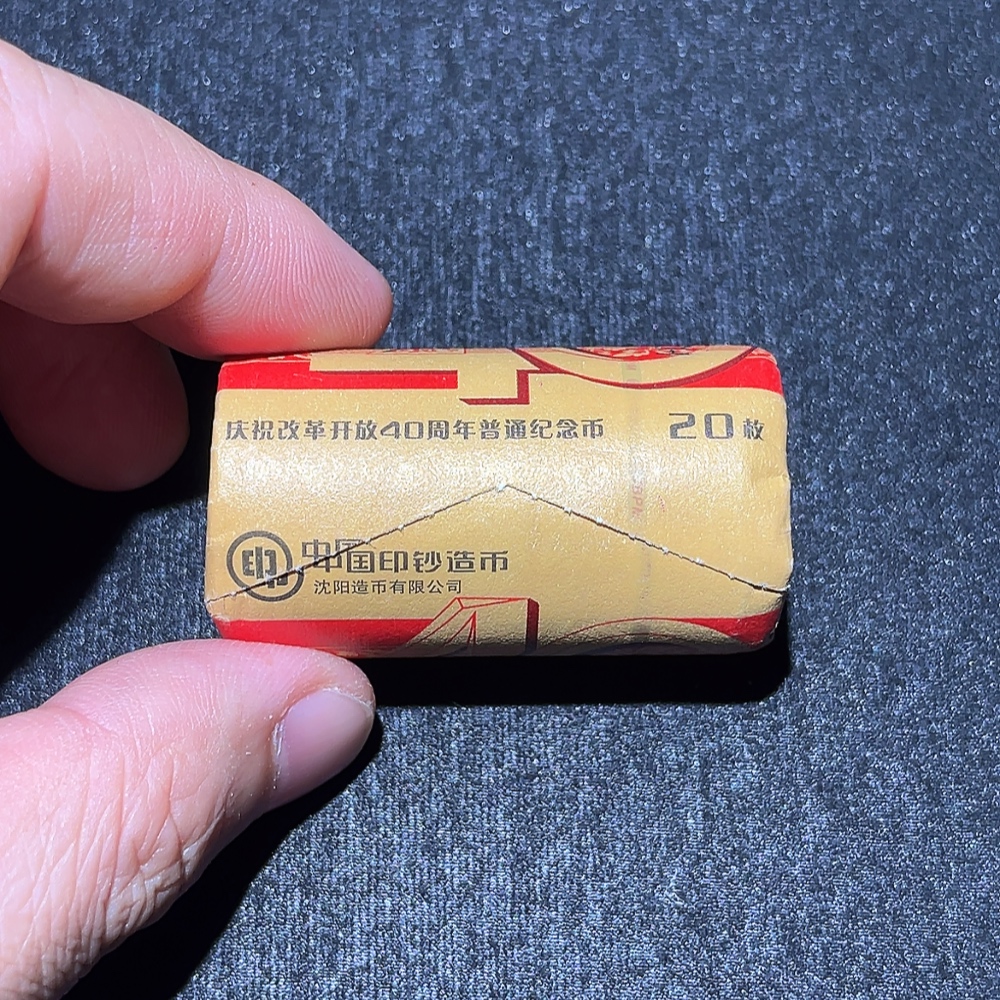 庆祝改革开放40周年普通纪念币 20枚
印 中国印钞造币
沈阳造币有限公司